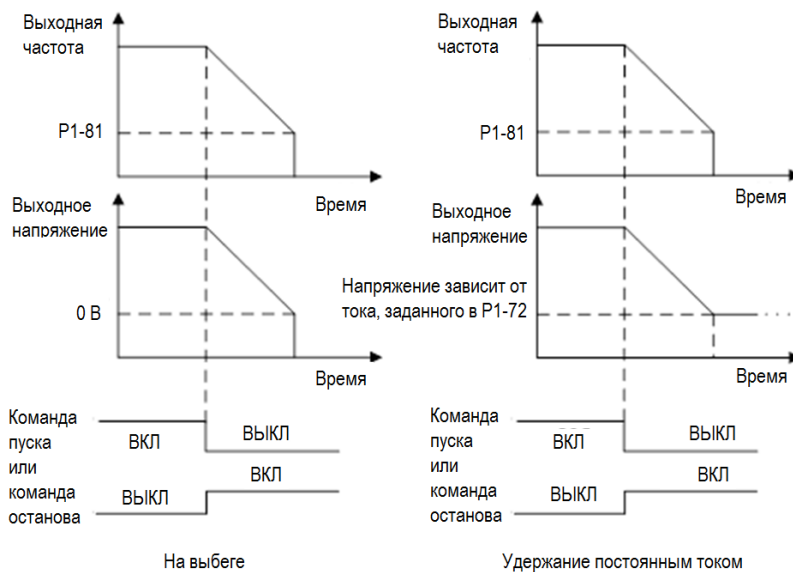 Выходная
частота
P1-81
Время
Выходное
напряжение
0 В
Время
Команда
пуска
или
команда
останова
ВКЛ
ВЫКЛ
ВКЛ
ВЫКЛ
На выбеге
Выходная
частота
P1-81
Время
Выходное
напряжение
Напряжение зависит от
тока, заданного в P1-72
Время
Команда
пуска
или
команда
останова
ВКЛ
ВЫКЛ
ВКЛ
ВЫКЛ
Удержание постоянным током